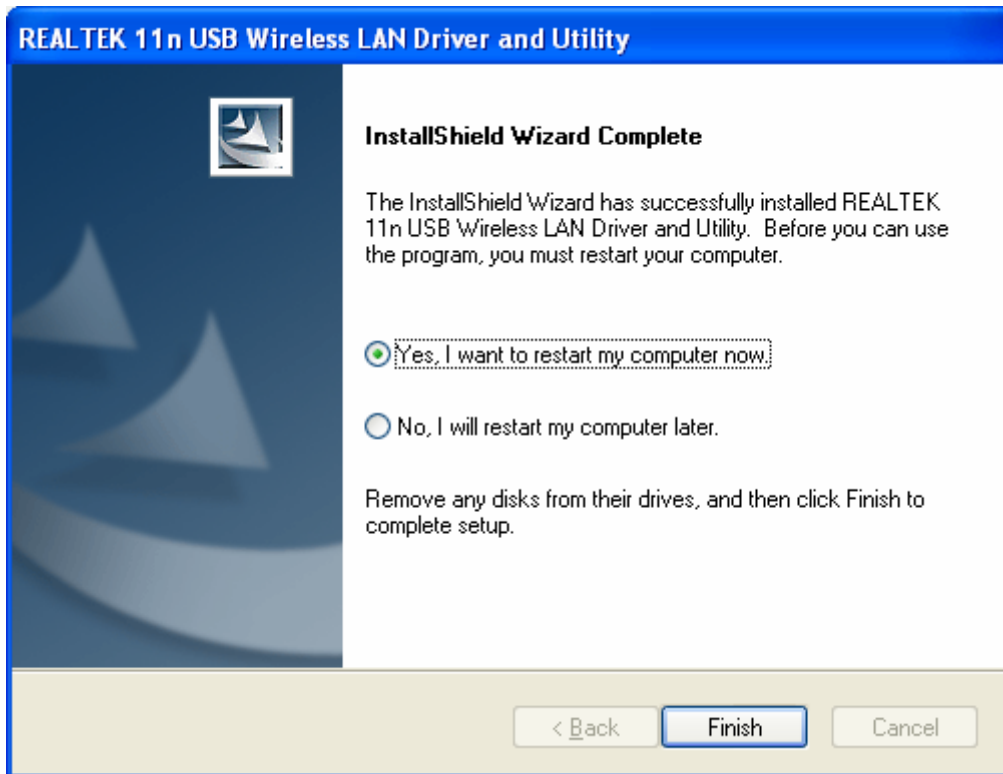 REALTEK 11n USB Wireless LAN Driver and Utility
InstallShield Wizard Complete
The InstallShield Wizard has successfully installed REALTEK
11n USB Wireless LAN Driver and Utility.  Before you can use
the program, you must restart your computer.
Yes, I want to restart my computer now.
No, I will restart my computer later.
Remove any disks from their drives, and then click Finish to
complete setup.
< Back
Finish
Cancel